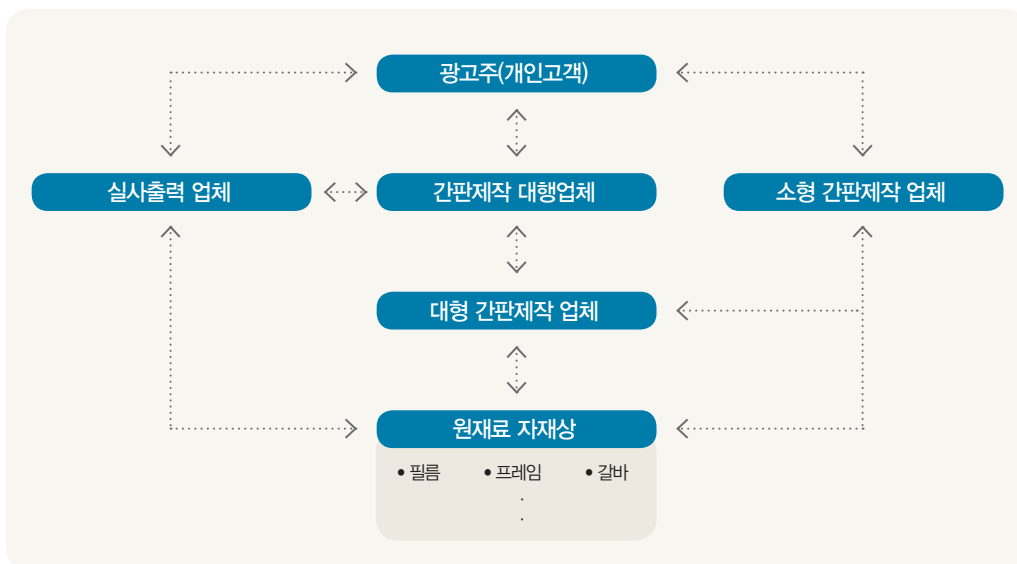 광고주(개인고객)
실사출력 업체
간판제작 대행업체
소형 간판제작 업체
대형 간판제작 업체
원재료 자재상
• 필름 • 프레임 • 갈바
.
.